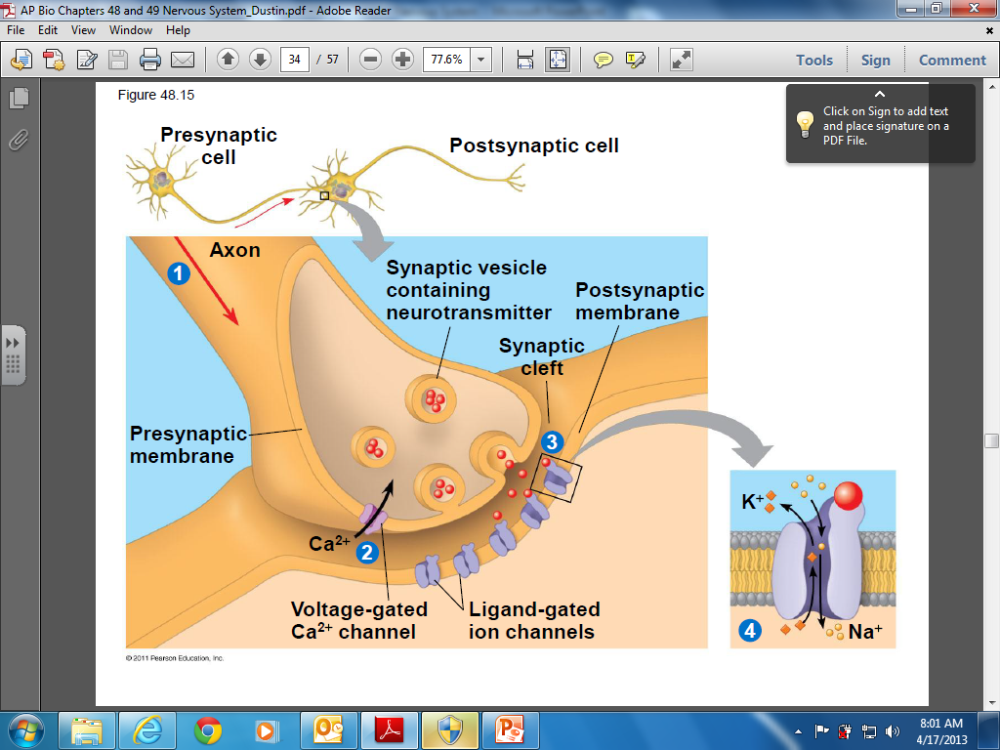 AP Bio Chapters 48 and 49 Nervous System_Dustin.pdf - Adobe Reader
File Edit View Window Help
34 / 57 77.6% Tools Sign Comment
Figure 48.15
Click on Sign to add text
and place signature on a
PDF File.
Presynaptic
cell
Postsynaptic cell
Axon
1
Synaptic vesicle
containing
neurotransmitter
Postsynaptic
membrane
Synaptic
cleft
Presynaptic
membrane
3
Ca2+
2
Voltage-gated
Ca2+ channel
Ligand-gated
ion channels
K+
4
Na+
© 2011 Pearson Education, Inc.
8:01 AM
4/17/2013